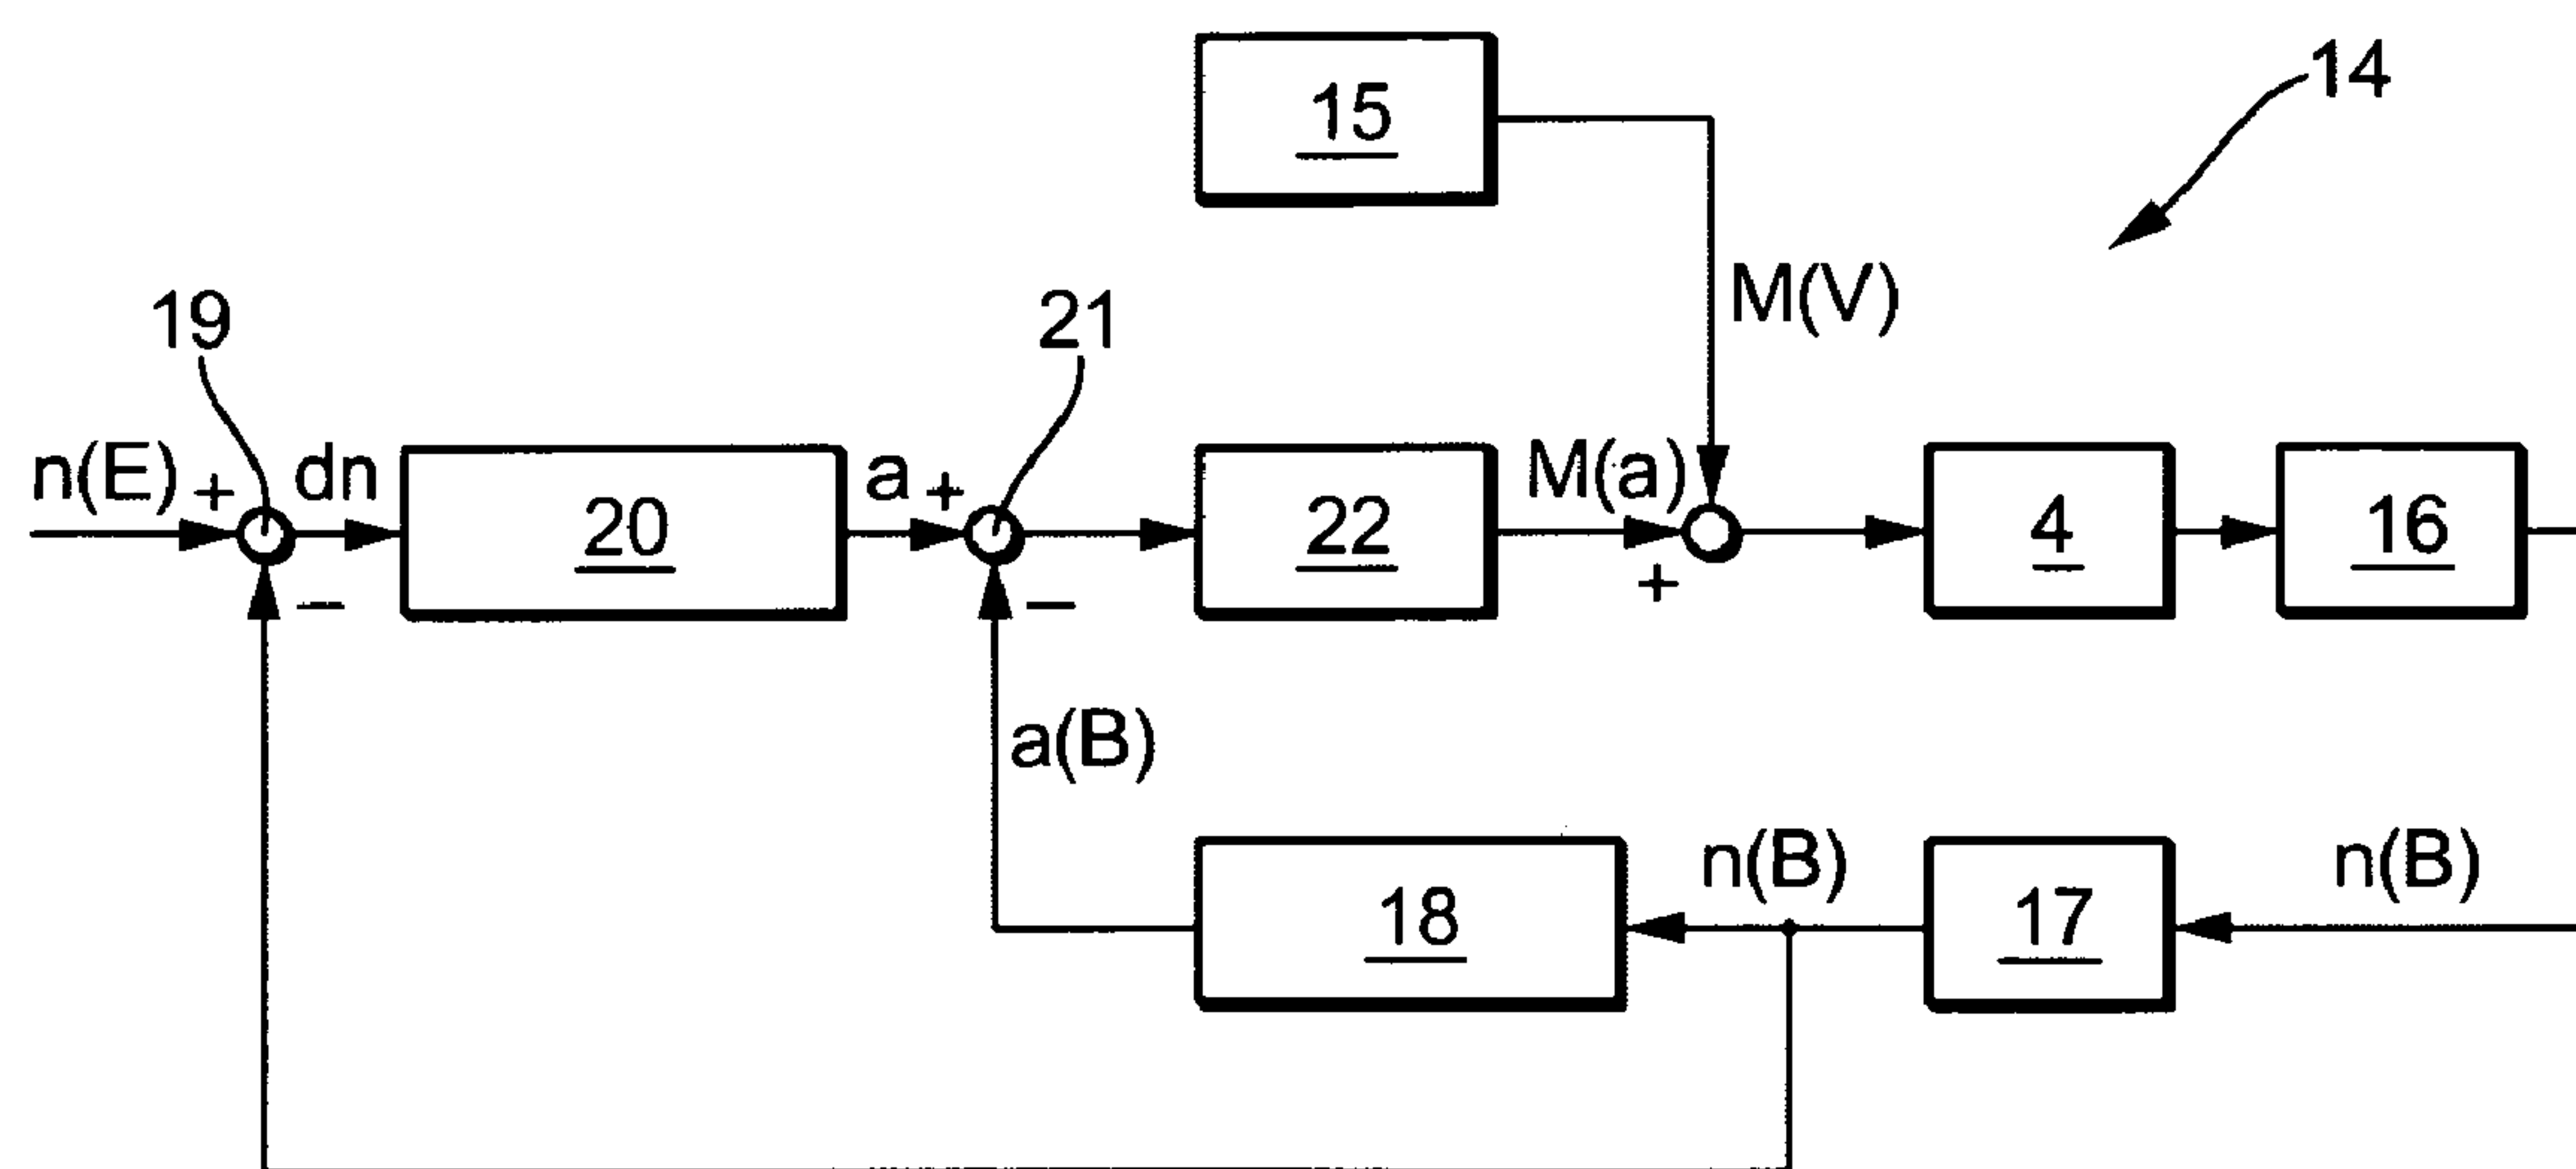 15
14
M(V)
19
21
n(E) + dn
a +
M(a)
20
22
4
16
+
−
−
a(B)
n(B)
n(B)
18
17